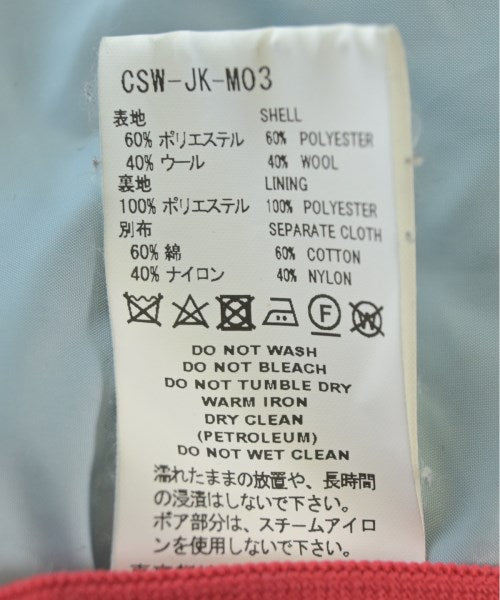 CSW-JK-M03
表地 SHELL
60% ポリエステル 60% POLYESTER
40% ウール 40% WOOL
裏地 LINING
100% ポリエステル 100% POLYESTER
別布 SEPARATE CLOTH
60% 綿 60% COTTON
40% ナイロン 40% NYLON
F W
DO NOT WASH
DO NOT BLEACH
DO NOT TUMBLE DRY
WARM IRON
DRY CLEAN
(PETROLEUM)
DO NOT WET CLEAN
濡れたままの放置や、長時間
の浸漬はしないで下さい。
ボア部分は、スチームアイロ
ンを使用しないで下さい。